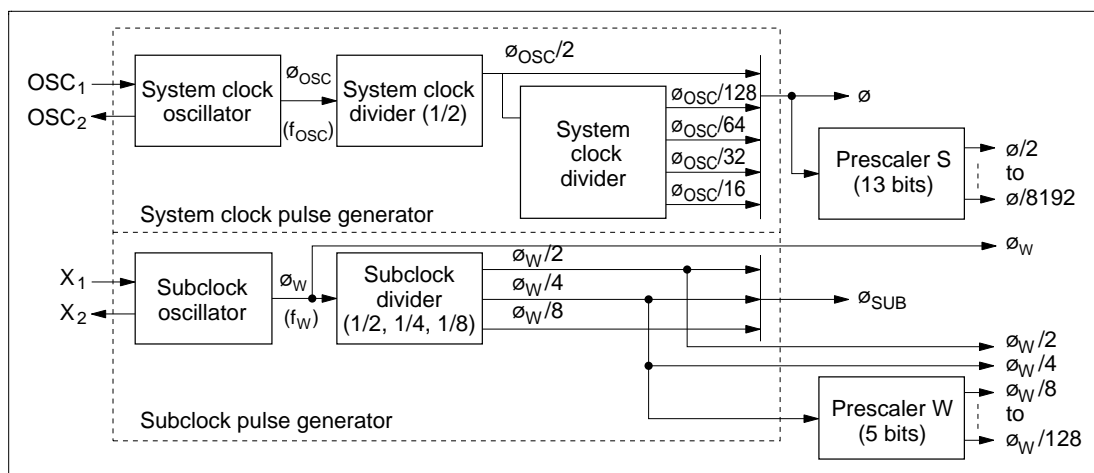 OSC1
OSC2
System clock
oscillator
øOSC
(fOSC)
System clock
divider (1/2)
øOSC/2
System
clock
divider
øOSC/128
øOSC/64
øOSC/32
øOSC/16
ø
Prescaler S
(13 bits)
ø/2
to
ø/8192
System clock pulse generator
X1
X2
Subclock
oscillator
øW
(fW)
Subclock
divider
(1/2, 1/4, 1/8)
øW/2
øW/4
øW/8
øW
øSUB
øW/2
øW/4
Prescaler W
(5 bits)
øW/8
to
øW/128
Subclock pulse generator